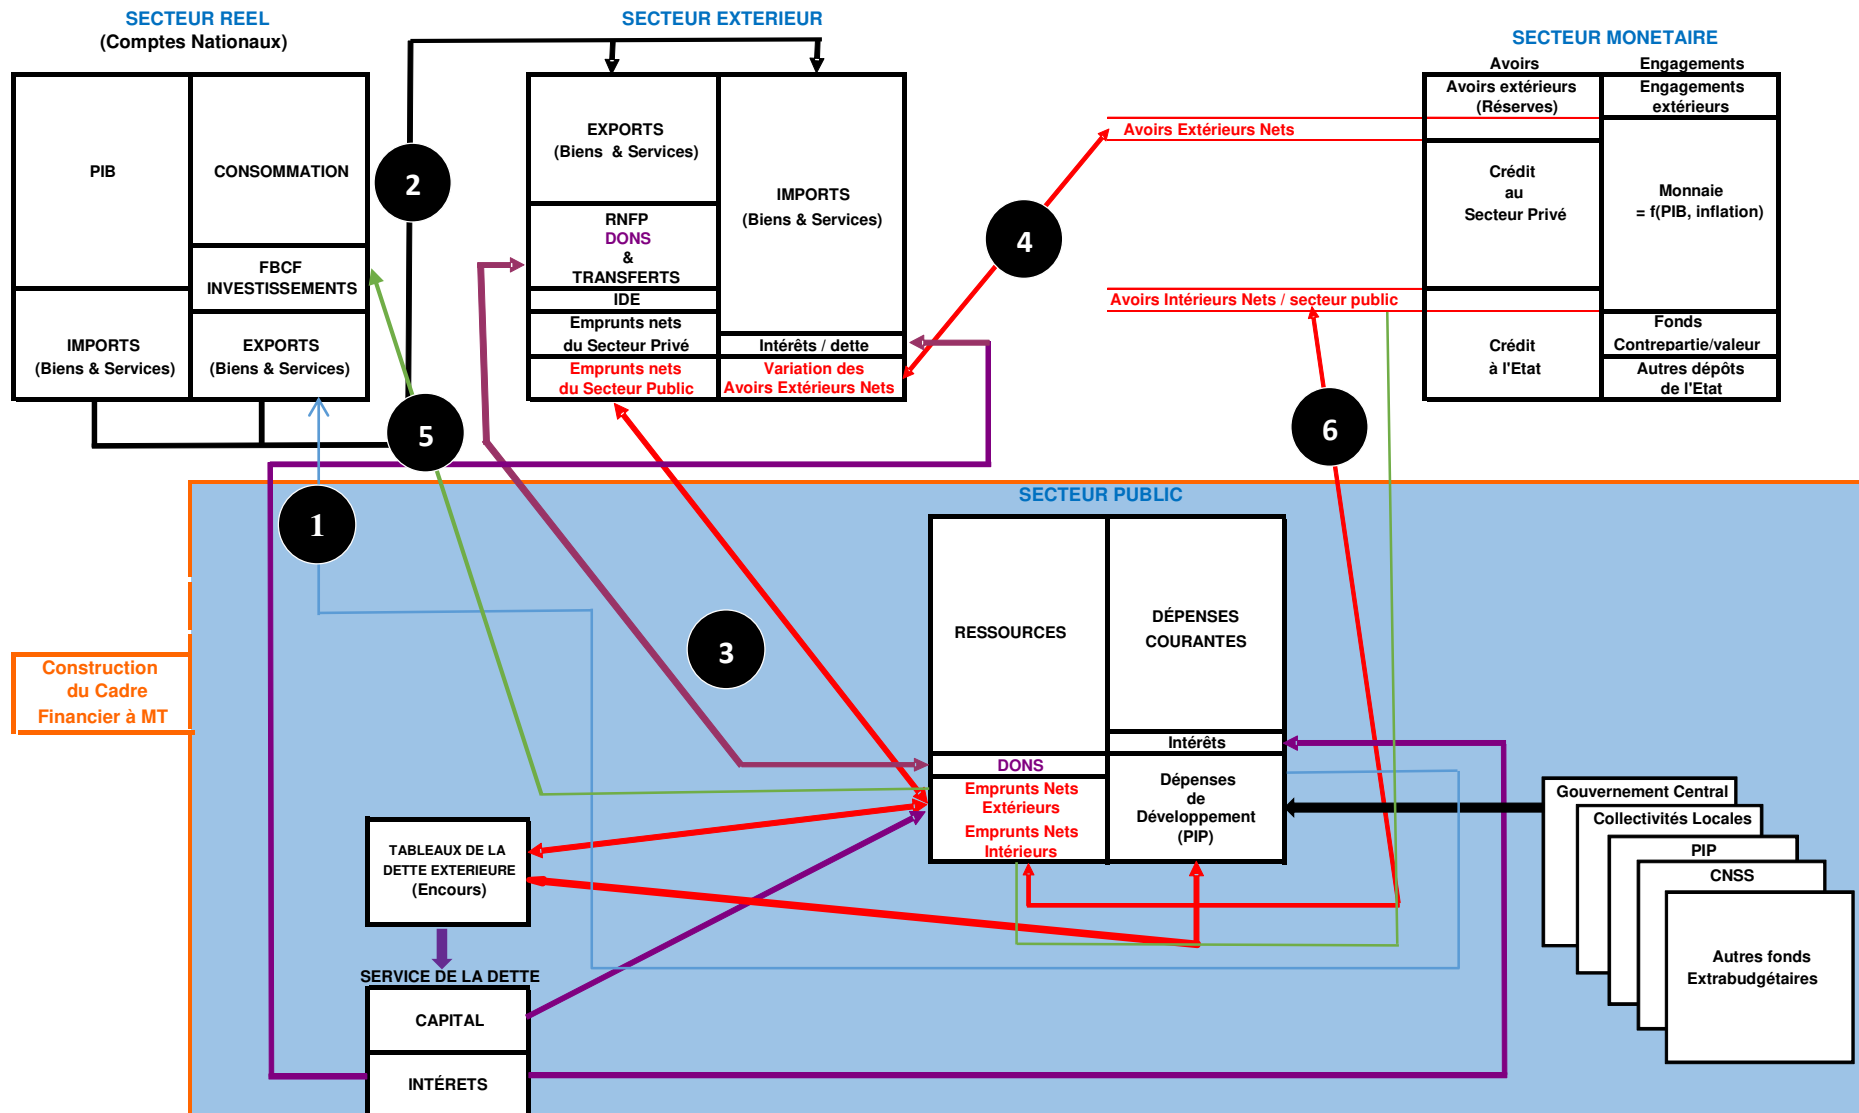 SECTEUR REEL
(Comptes Nationaux)
PIB
CONSOMMATION
FBCF
INVESTISSEMENTS
IMPORTS
(Biens & Services)
EXPORTS
(Biens & Services)
2
5
1
SECTEUR EXTERIEUR
EXPORTS
(Biens & Services)
RNFP
DONS
&
TRANSFERTS
IDE
Emprunts nets
du Secteur Privé
Emprunts nets
du Secteur Public
IMPORTS
(Biens & Services)
Intérêts / dette
Variation des
Avoirs Extérieurs Nets
4
SECTEUR MONETAIRE
Avoirs
Engagements
Avoirs extérieurs
(Réserves)
Engagements
extérieurs
Avoirs Extérieurs Nets
Crédit
au
Secteur Privé
Monnaie
= f(PIB, inflation)
Avoirs Intérieurs Nets / secteur public
Crédit
à l'Etat
Fonds
Contrepartie/valeur
Autres dépôts
de l'Etat
6
3
SECTEUR PUBLIC
RESSOURCES
DÉPENSES
COURANTES
Intérêts
DONS
Emprunts Nets
Extérieurs
Emprunts Nets
Intérieurs
Dépenses
de
Développement
(PIP)
Construction
du Cadre
Financier à MT
TABLEAUX DE LA
DETTE EXTERIEURE
(Encours)
SERVICE DE LA DETTE
CAPITAL
INTÉRETS
Gouvernement Central
Collectivités Locales
PIP
CNSS
Autres fonds
Extrabudgétaires